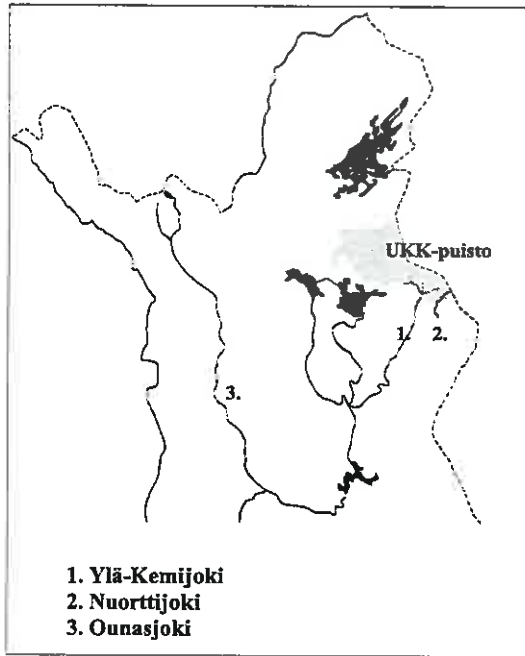 UKK-puisto
1.
2.
3.
1. Ylä-Kemijoki
2. Nuorttijoki
3. Ounasjoki